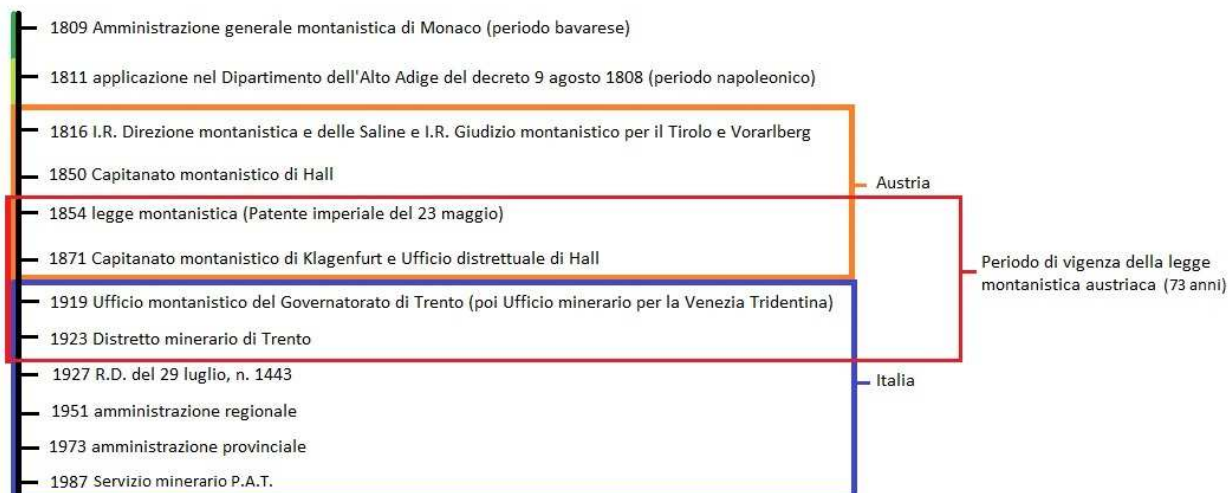 1809 Amministrazione generale montanistica di Monaco (periodo bavarese)
1811 applicazione nel Dipartimento dell'Alto Adige del decreto 9 agosto 1808 (periodo napoleonico)
1816 I.R. Direzione montanistica e delle Saline e I.R. Giudizio montanistico per il Tirolo e Vorarlberg
1850 Capitanato montanistico di Hall
Austria
1854 legge montanistica (Patente imperiale del 23 maggio)
1871 Capitanato montanistico di Klagenfurt e Ufficio distrettuale di Hall
Periodo di vigenza della legge
montanistica austriaca (73 anni)
1919 Ufficio montanistico del Governatorato di Trento (poi Ufficio minerario per la Venezia Tridentina)
1923 Distretto minerario di Trento
1927 R.D. del 29 luglio, n. 1443
Italia
1951 amministrazione regionale
1973 amministrazione provinciale
1987 Servizio minerario P.A.T.